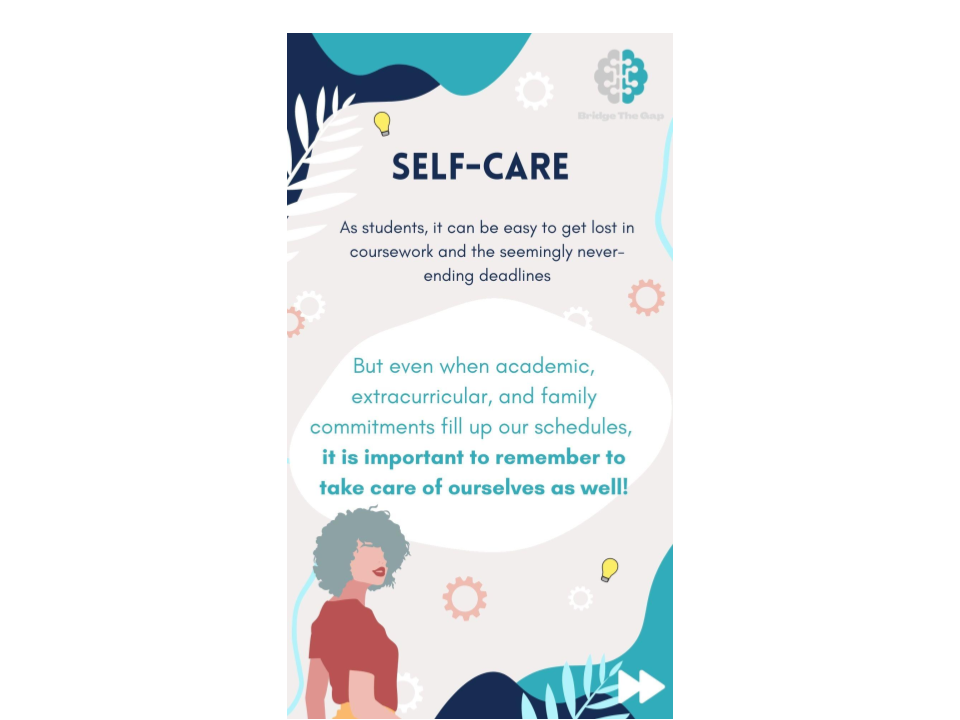 Bridge The Gap
SELF-CARE
As students, it can be easy to get lost in
coursework and the seemingly never-
ending deadlines
But even when academic,
extracurricular, and family
commitments fill up our schedules,
it is important to remember to
take care of ourselves as well!